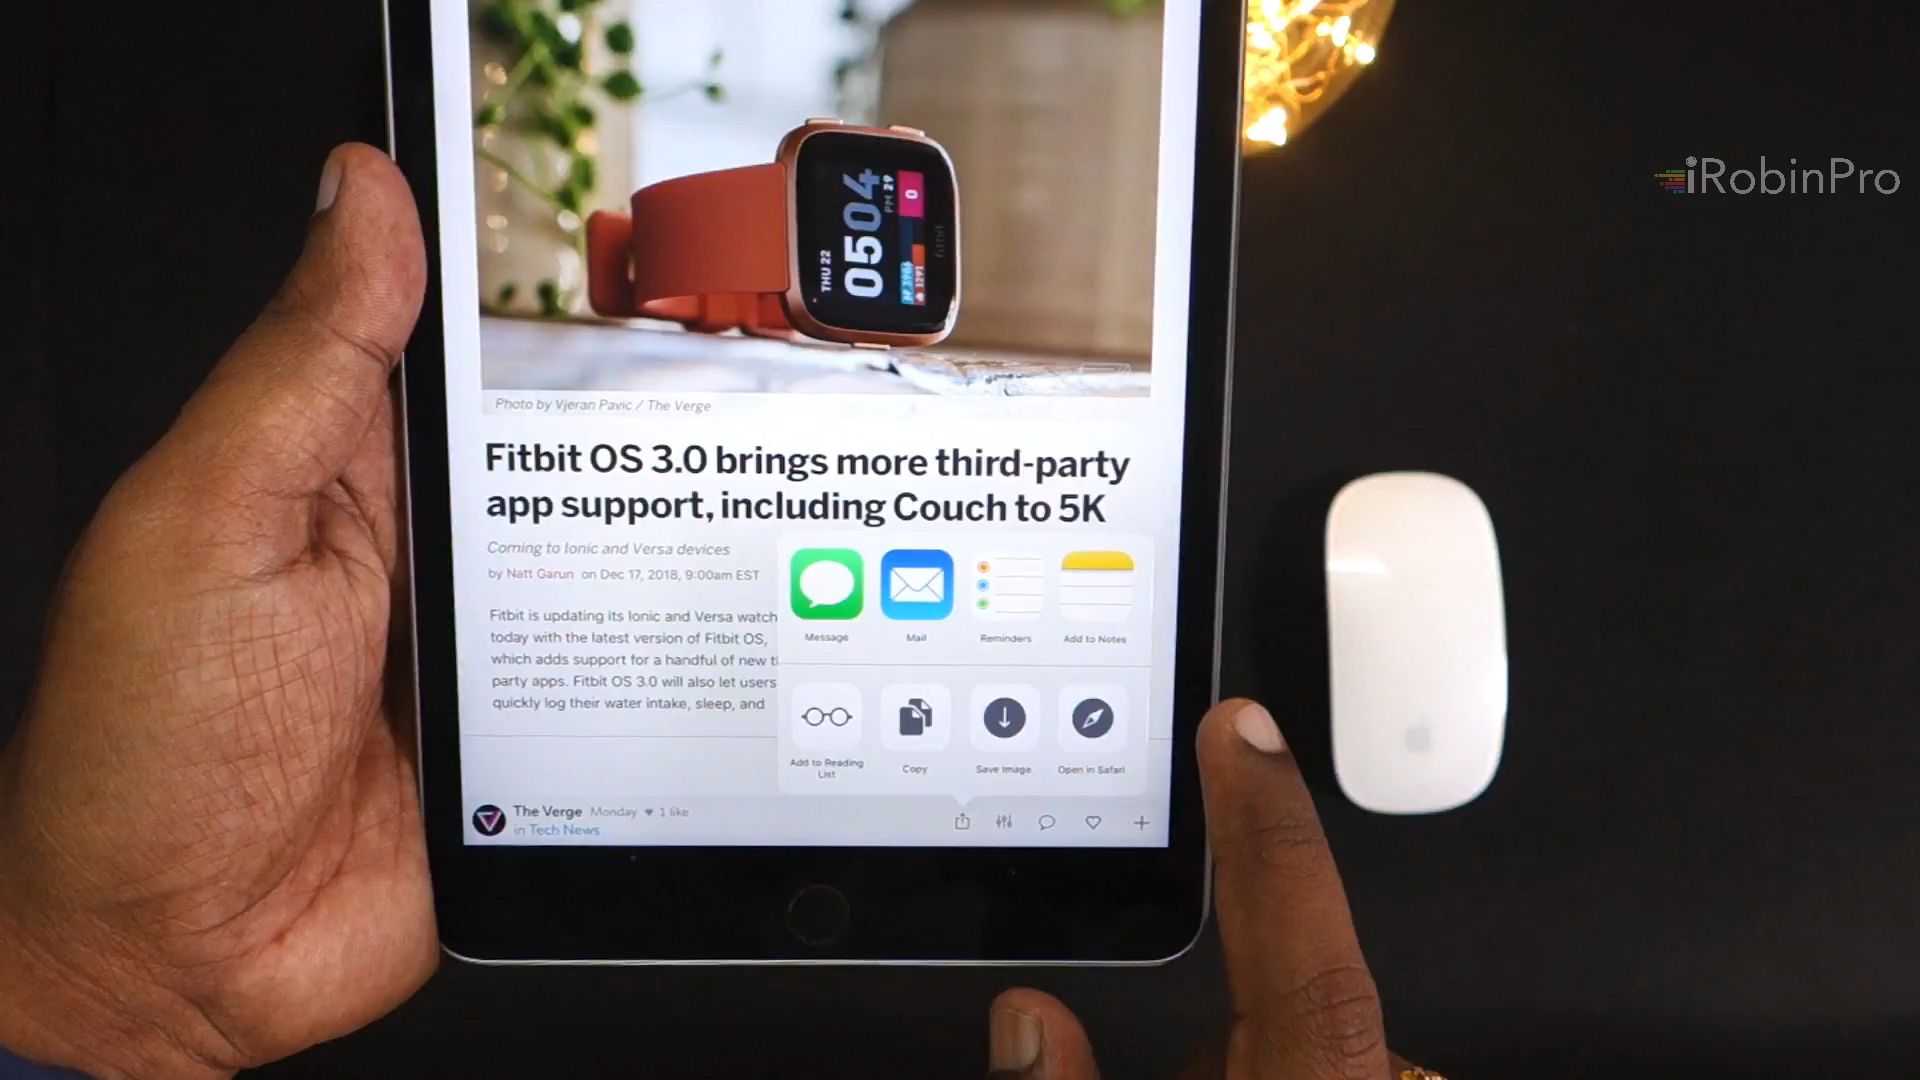 iRobinPro
THU 22
0504
PM 29
0
3966
1291
fitbit
Photo by Vjeran Pavic / The Verge
Fitbit OS 3.0 brings more third-party
app support, including Couch to 5K
Coming to Ionic and Versa devices
by Natt Garun on Dec 17, 2018, 9:00am EST
Fitbit is updating its Ionic and Versa watch
today with the latest version of Fitbit OS,
which adds support for a handful of new
party apps. Fitbit OS 3.0 will also let users
quickly log their water intake, sleep, and
Message
Mail
Reminders
Add to Notes
Add to Reading
List
Copy
Save Image
Open in Safari
The Verge Monday ♥ 1 like
in Tech News